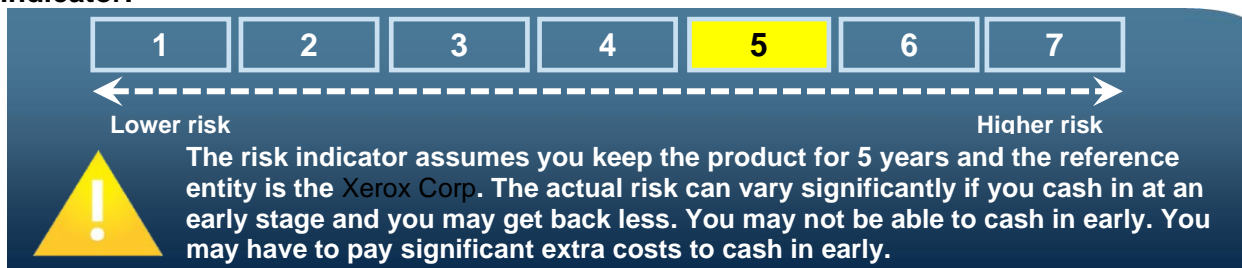 1 2 3 4 5 6 7
Lower risk Higher risk
The risk indicator assumes you keep the product for 5 years and the reference
entity is the Xerox Corp. The actual risk can vary significantly if you cash in at an
early stage and you may get back less. You may not be able to cash in early. You
may have to pay significant extra costs to cash in early.